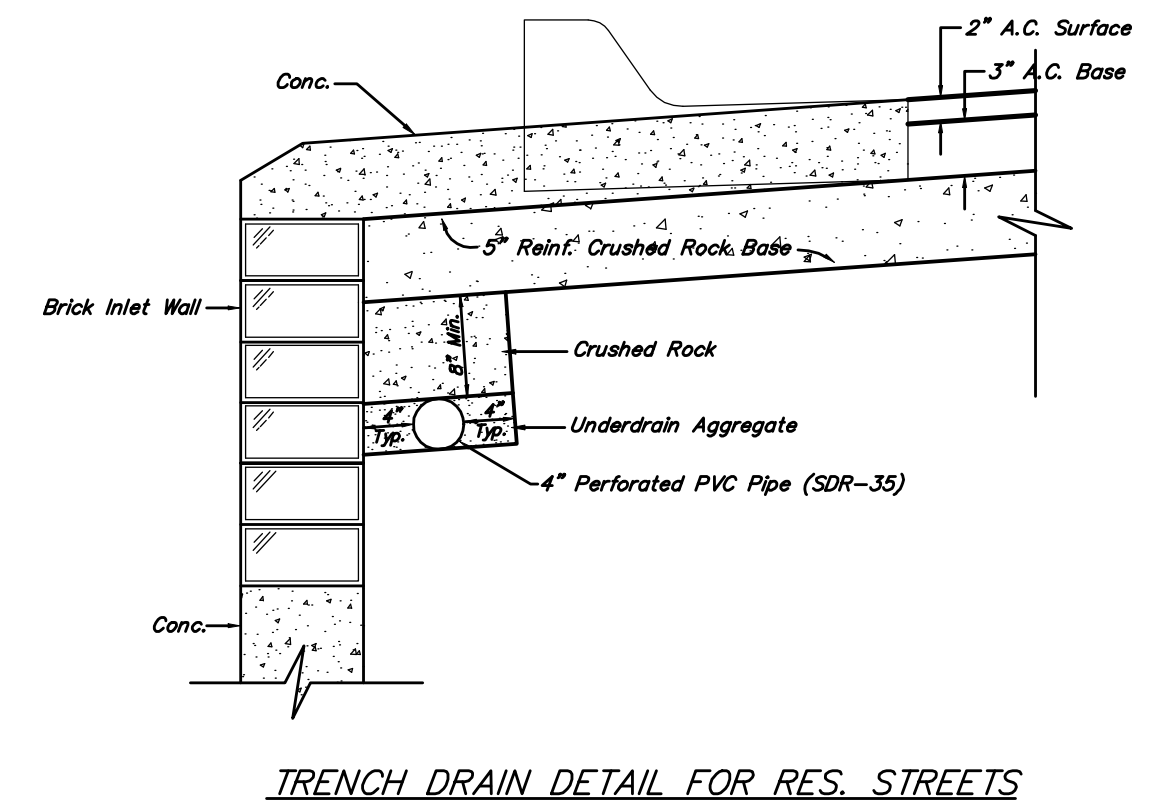 2" A.C. Surface
3" A.C. Base
Conc.
5" Reinf. Crushed Rock Base
Brick Inlet Wall
8" Min.
Crushed Rock
4"
Typ.
4"
Typ.
Underdrain Aggregate
4" Perforated PVC Pipe (SDR-35)
Conc.
TRENCH DRAIN DETAIL FOR RES. STREETS